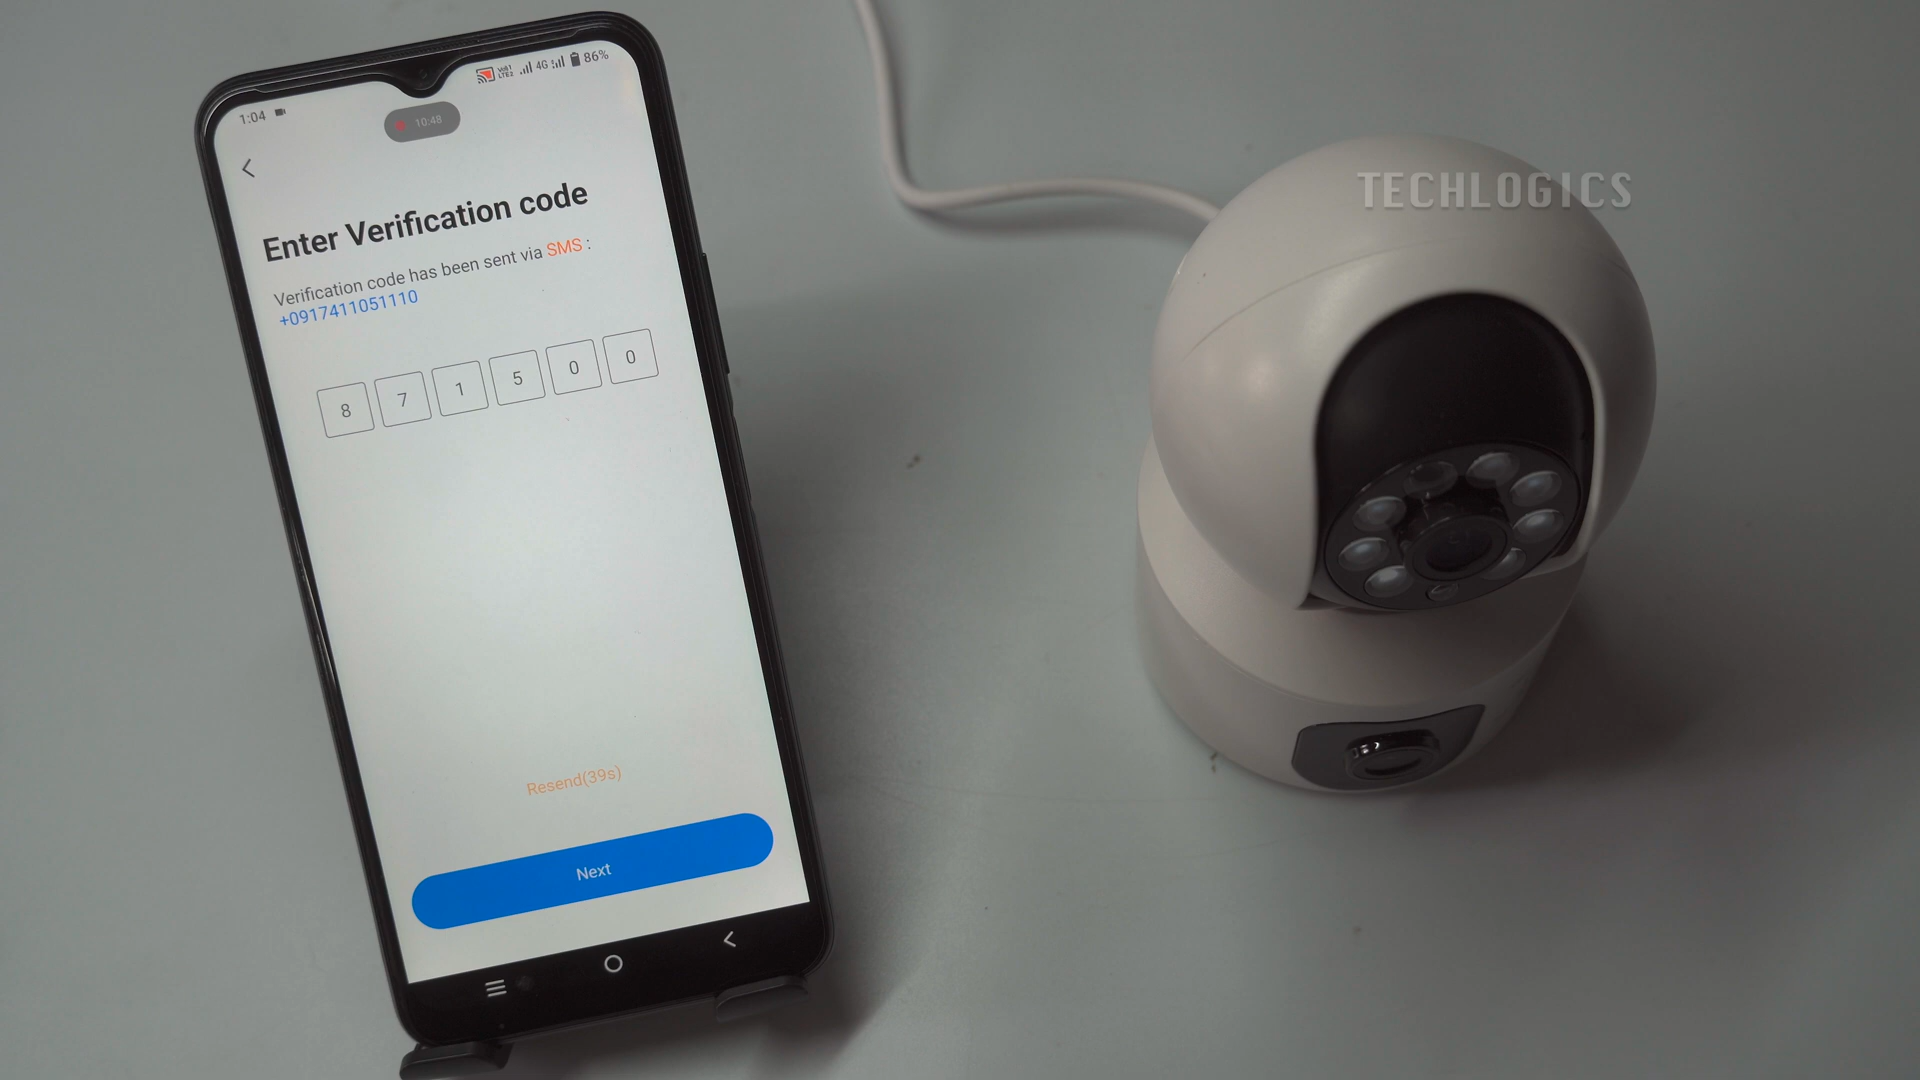 1:04
4G 86%
10:48
Enter Verification code
Verification code has been sent via SMS :
+0917411051110
8 7 1 5 0 0
Resend(39s)
Next
TECHLOGICS